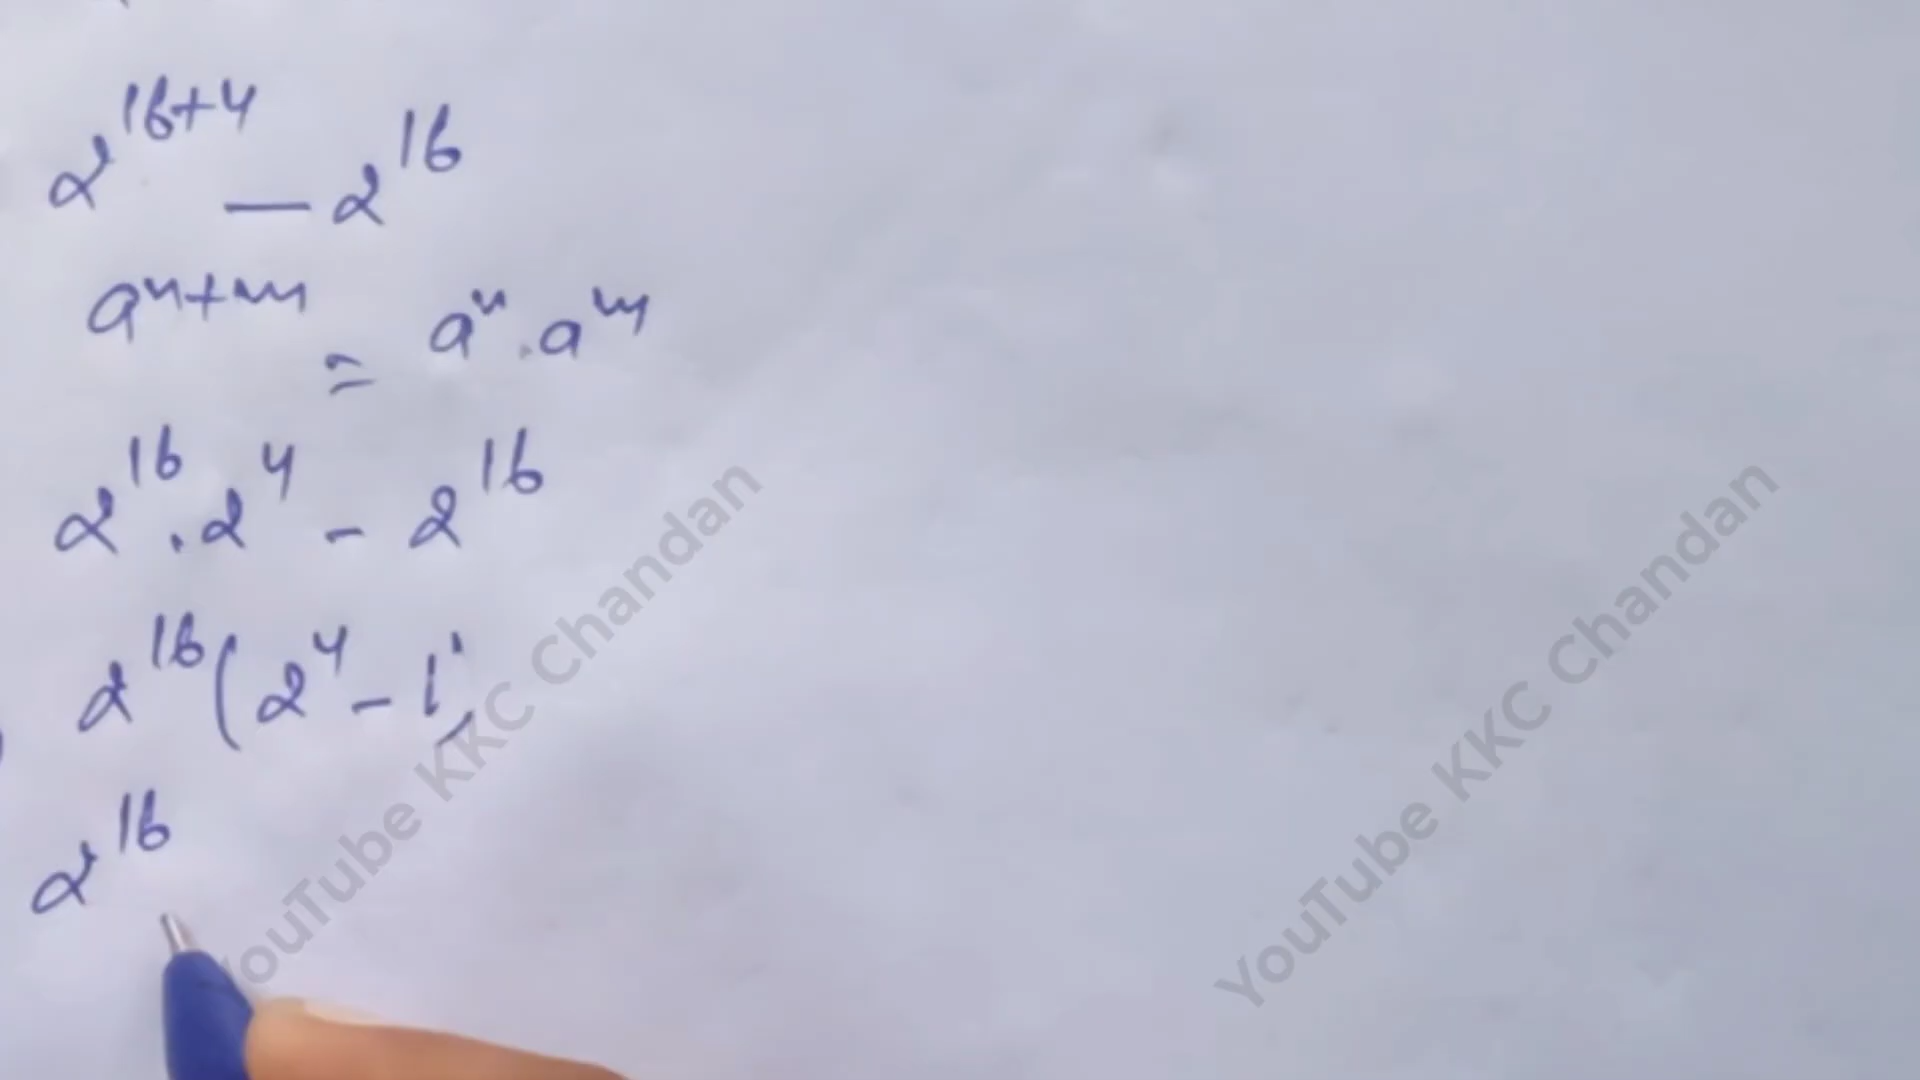 2^{16+4} - 2^{16}
a^{n+m} = a^n . a^m
2^{16} . 2^4 - 2^{16}
2^{16} (2^4 - 1)
2^{16}
YouTube KKC Chandan
YouTube KKC Chandan